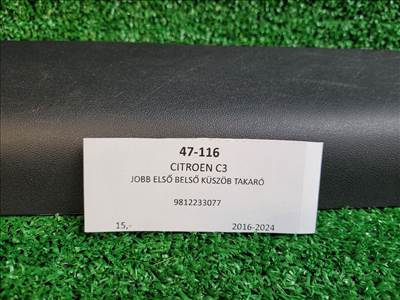 47-116
CITROEN C3
JOBB ELSŐ BELSŐ KÜSZÖB TAKARÓ
9812233077
15,- 2016-2024